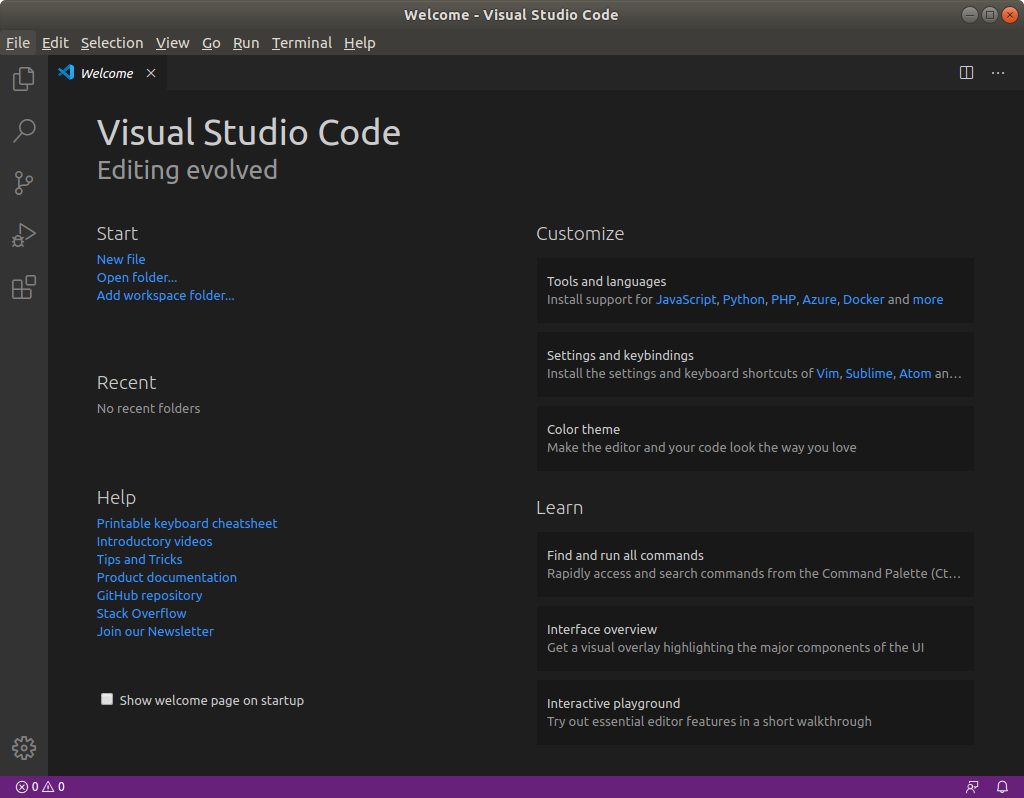 Welcome - Visual Studio Code
File Edit Selection View Go Run Terminal Help
Welcome
Visual Studio Code
Editing evolved
Start
New file
Open folder...
Add workspace folder...
Recent
No recent folders
Help
Printable keyboard cheatsheet
Introductory videos
Tips and Tricks
Product documentation
GitHub repository
Stack Overflow
Join our Newsletter
Show welcome page on startup
Customize
Tools and languages
Install support for JavaScript, Python, PHP, Azure, Docker and more
Settings and keybindings
Install the settings and keyboard shortcuts of Vim, Sublime, Atom an...
Color theme
Make the editor and your code look the way you love
Learn
Find and run all commands
Rapidly access and search commands from the Command Palette (Ct...
Interface overview
Get a visual overlay highlighting the major components of the UI
Interactive playground
Try out essential editor features in a short walkthrough
0 0